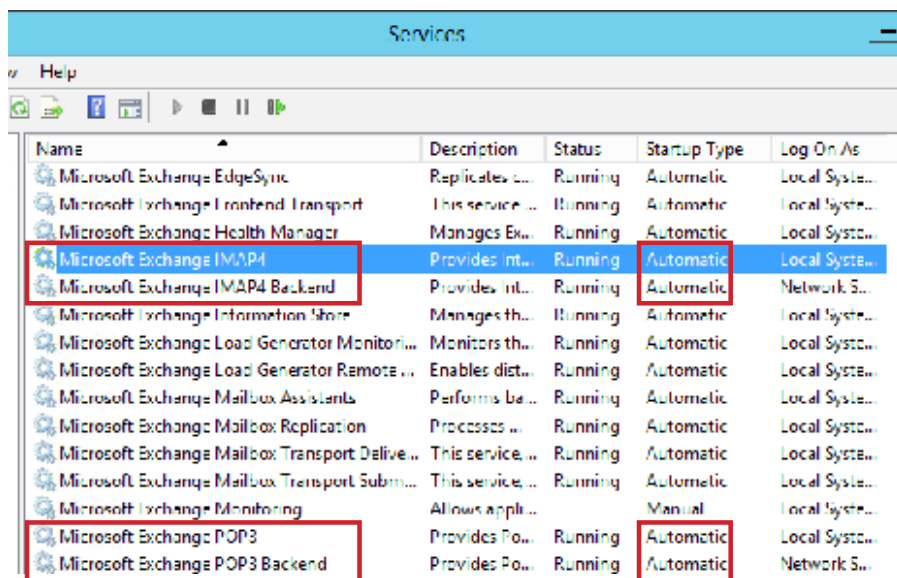 Services
w Help
Name Description Status Startup Type Log On As
Microsoft Exchange EdgeSync Replicates c... Running Automatic Local Syste...
Microsoft Exchange Frontend Transport This service ... Running Automatic Local Syste...
Microsoft Exchange Health Manager Manages Ex... Running Automatic Local Syste...
Microsoft Exchange IMAP4 Provides Int... Running Automatic Local Syste...
Microsoft Exchange IMAP4 Backend Provides Int... Running Automatic Network S...
Microsoft Exchange Information Store Manages th... Running Automatic Local Syste...
Microsoft Exchange Load Generator Monitori... Monitors th... Running Automatic Local Syste...
Microsoft Exchange Load Generator Remote ... Enables dist... Running Automatic Local Syste...
Microsoft Exchange Mailbox Assistants Performs ba... Running Automatic Local Syste...
Microsoft Exchange Mailbox Replication Processes ... Running Automatic Local Syste...
Microsoft Exchange Mailbox Transport Delive... This service, ... Running Automatic Local Syste...
Microsoft Exchange Mailbox Transport Subm... This service, ... Running Automatic Local Syste...
Microsoft Exchange Monitoring Allows appli... Manual Local Syste...
Microsoft Exchange POP3 Provides Po... Running Automatic Local Syste...
Microsoft Exchange POP3 Backend Provides Po... Running Automatic Network S...